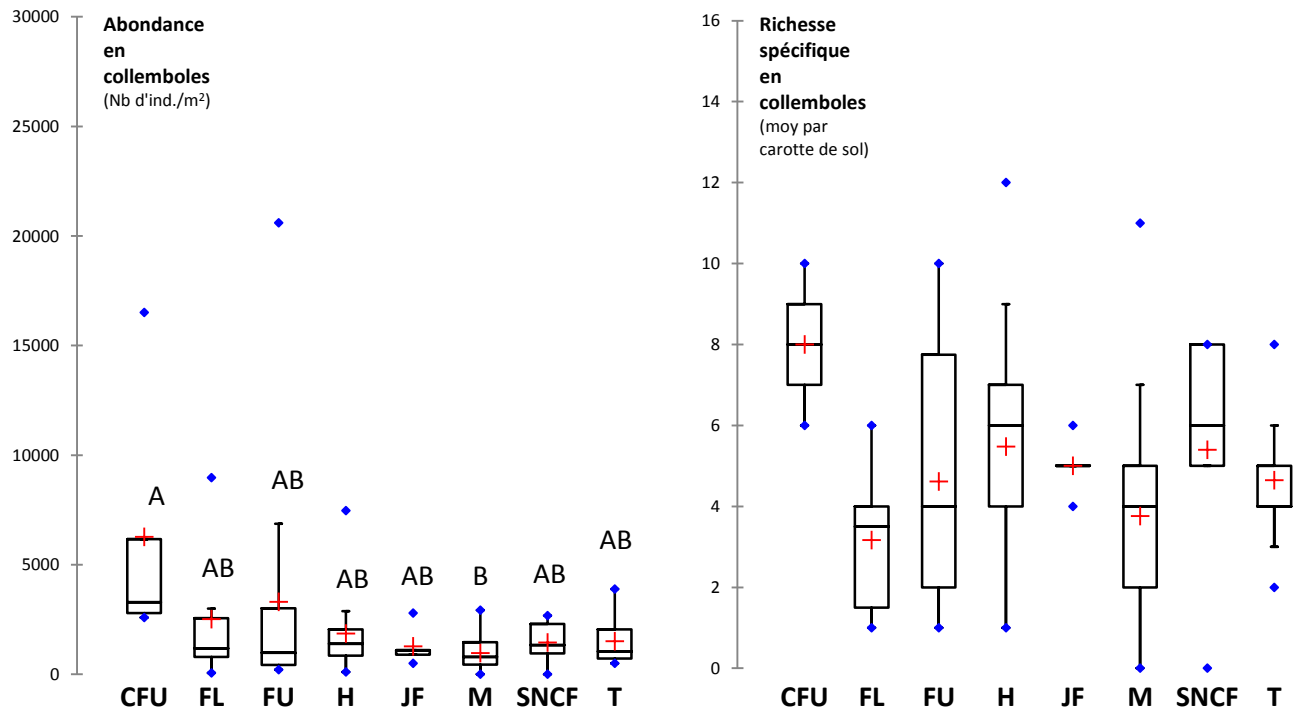 30000
25000
20000
15000
10000
5000
0
Abondance
en
collemboles
(Nb d'ind./m²)
A
AB
AB
AB
AB
B
AB
AB
CFU FL FU H JF M SNCF T
16
14
12
10
8
6
4
2
0
Richesse
spécifique
en
collemboles
(moy par
carotte de sol)
CFU FL FU H JF M SNCF T